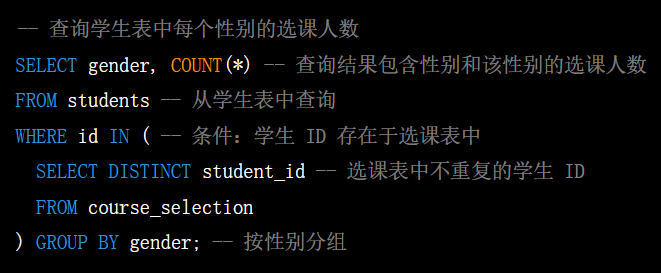 -- 查询学生表中每个性别的选课人数
SELECT gender, COUNT(*) -- 查询结果包含性别和该性别的选课人数
FROM students -- 从学生表中查询
WHERE id IN ( -- 条件：学生 ID 存在于选课表中
  SELECT DISTINCT student_id -- 选课表中不重复的学生 ID
  FROM course_selection
) GROUP BY gender; -- 按性别分组